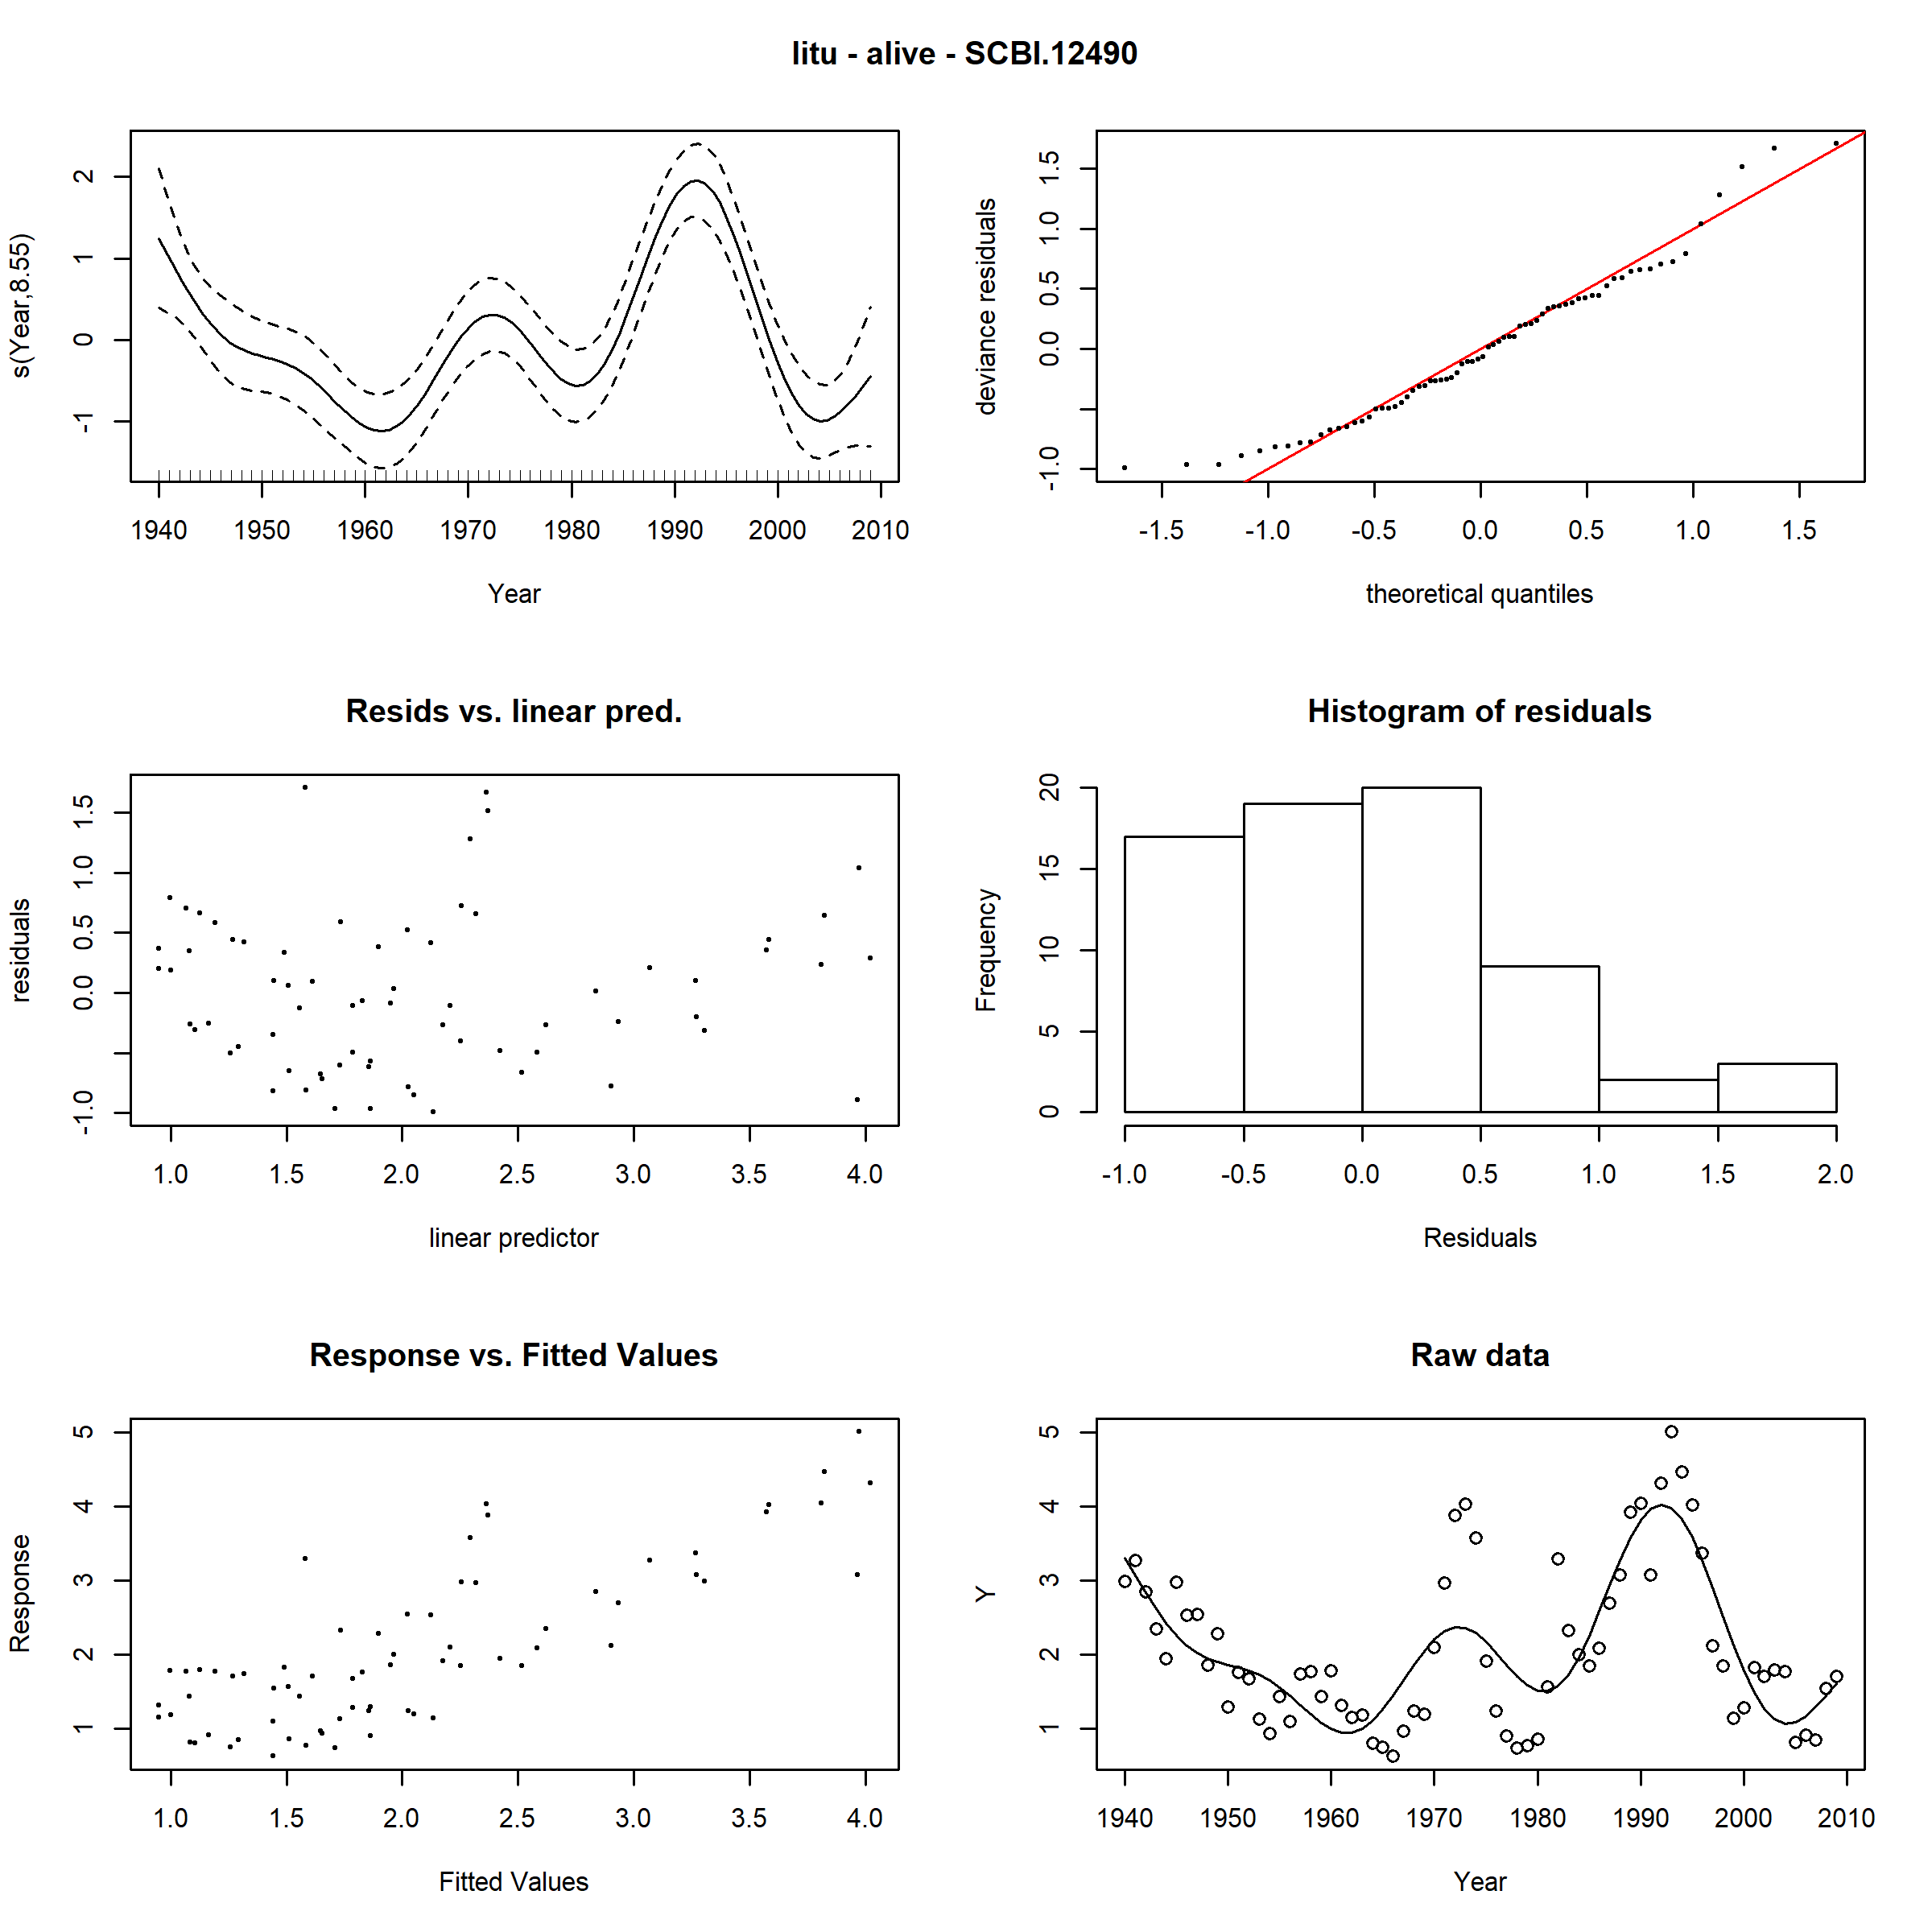 litu - alive - SCBI.12490
s(Year,8.55)
2
1
0
-1
1940 1950 1960 1970 1980 1990 2000 2010
Year
deviance residuals
1.5
1.0
0.5
0.0
-1.0
-1.5 -1.0 -0.5 0.0 0.5 1.0 1.5
theoretical quantiles
Resids vs. linear pred.
residuals
1.5
1.0
0.5
0.0
-1.0
1.0 1.5 2.0 2.5 3.0 3.5 4.0
linear predictor
Histogram of residuals
Frequency
20
15
10
5
0
-1.0 -0.5 0.0 0.5 1.0 1.5 2.0
Residuals
Response vs. Fitted Values
Response
5
4
3
2
1
1.0 1.5 2.0 2.5 3.0 3.5 4.0
Fitted Values
Raw data
Y
5
4
3
2
1
1940 1950 1960 1970 1980 1990 2000 2010
Year